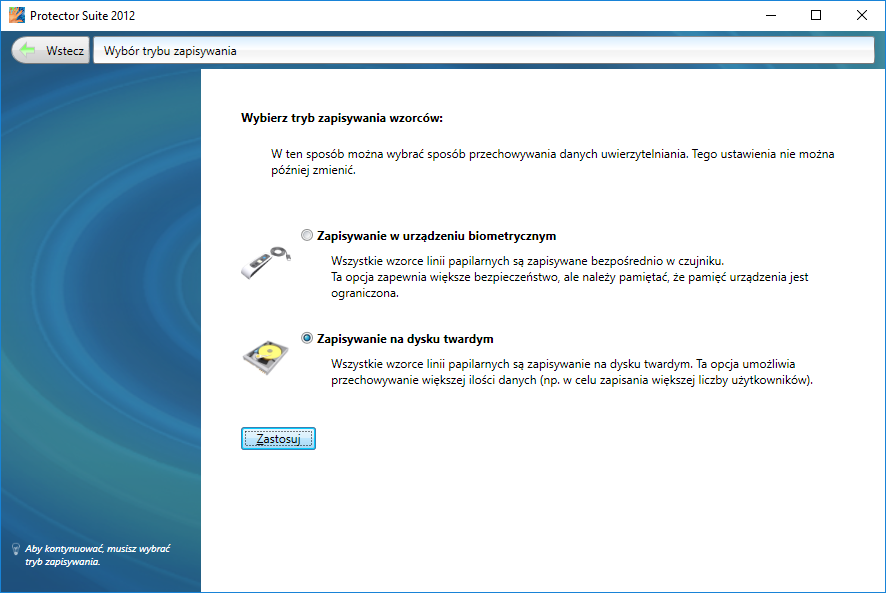 Protector Suite 2012
Wstecz
Wybór trybu zapisywania
Wybierz tryb zapisywania wzorców:
W ten sposób można wybrać sposób przechowywania danych uwierzytelniania. Tego ustawienia nie można
później zmienić.
Zapisywanie w urządzeniu biometrycznym
Wszystkie wzorce linii papilarnych są zapisywane bezpośrednio w czujniku.
Ta opcja zapewnia większe bezpieczeństwo, ale należy pamiętać, że pamięć urządzenia jest
ograniczona.
Zapisywanie na dysku twardym
Wszystkie wzorce linii papilarnych są zapisywanie na dysku twardym. Ta opcja umożliwia
przechowywanie większej ilości danych (np. w celu zapisania większej liczby użytkowników).
Zastosuj
Aby kontynuować, musisz wybrać
tryb zapisywania.